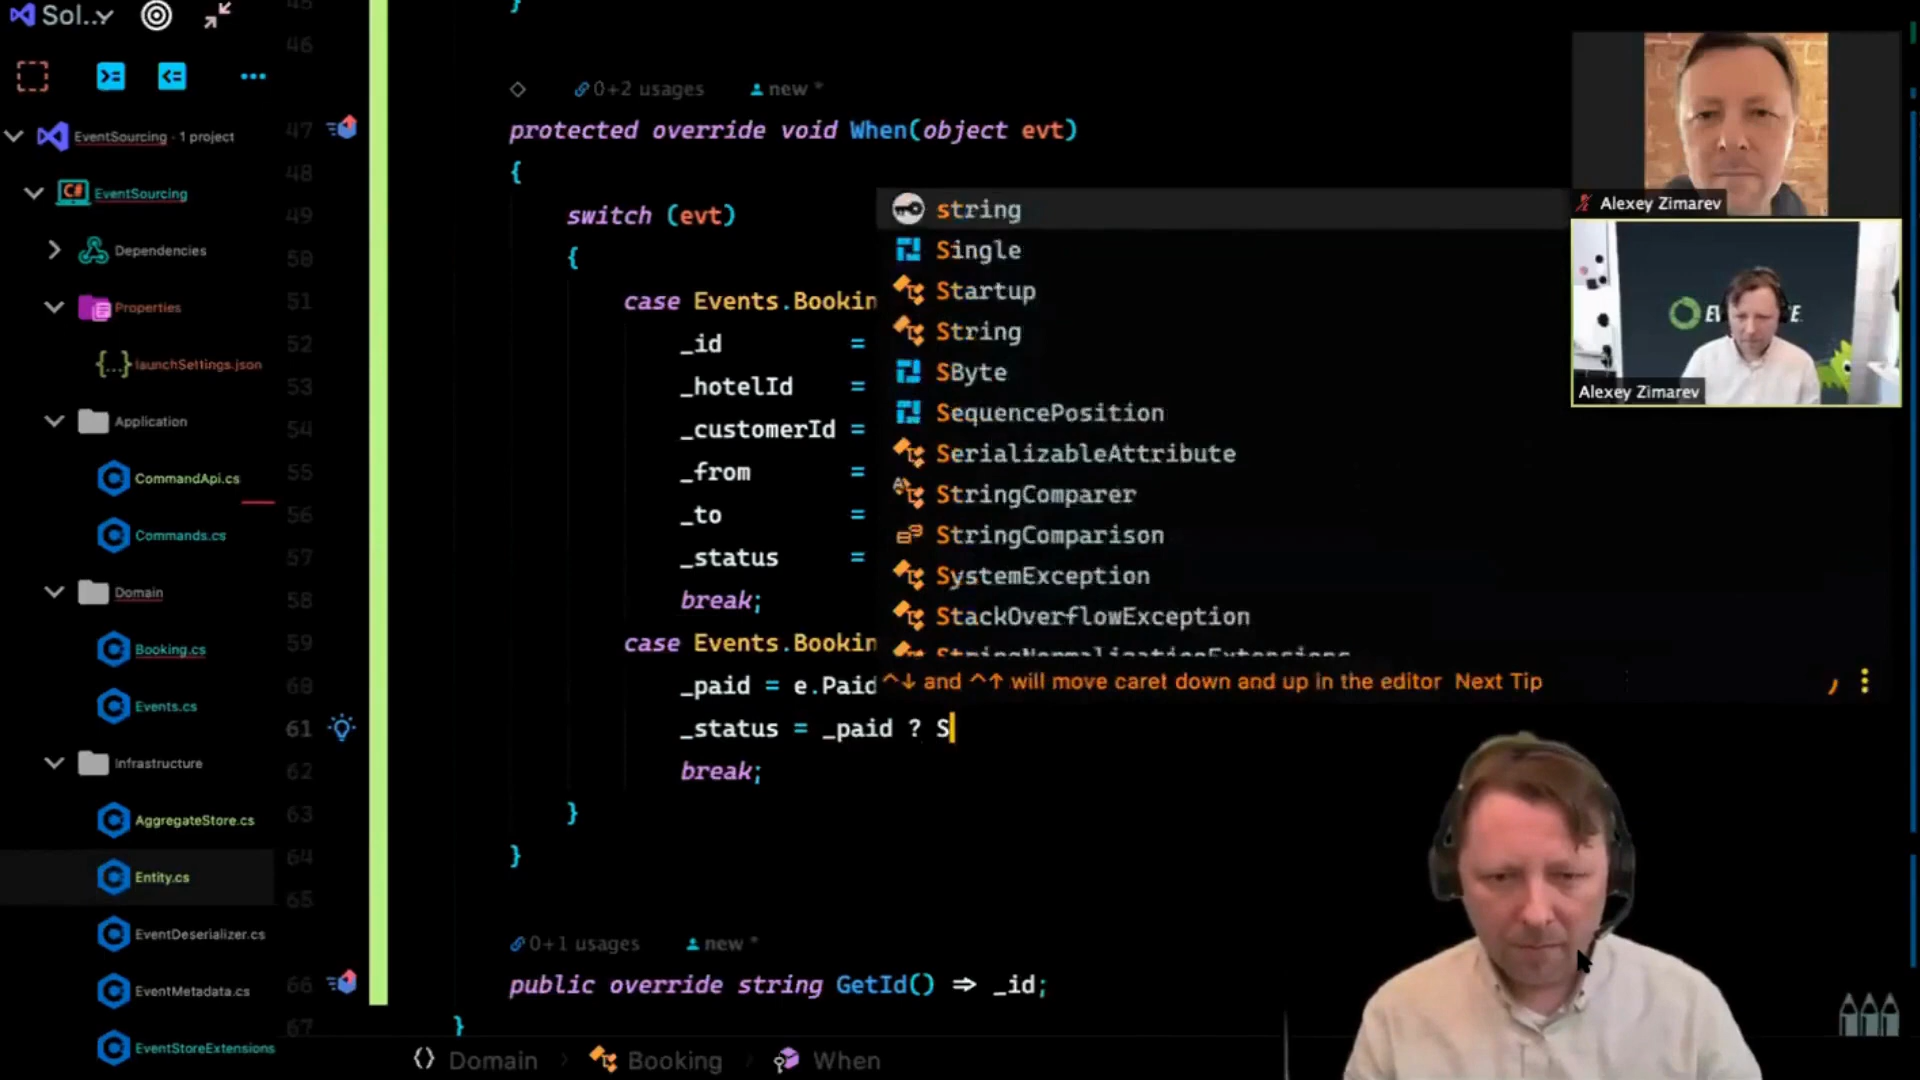 Sol..
EventSourcing - 1 project
EventSourcing
Dependencies
Properties
{...} launchSettings.json
Application
CommandApi.cs
Commands.cs
Domain
Booking.cs
Events.cs
Infrastructure
AggregateStore.cs
Entity.cs
EventDeserializer.cs
EventMetadata.cs
EventStoreExtensions
}
46
0+2 usages new *
47 protected override void When(object evt)
48 {
49 switch (evt)
50 {
51 case Events.Bookin
52 _id =
53 _hotelId =
54 _customerId =
55 _from =
56 _to =
57 _status =
58 break;
59 case Events.Bookin
60 _paid = e.Paid
61 _status = _paid ? S
62 break;
63 }
64 }
65
0+1 usages new *
66 public override string GetId() => _id;
67 }
string
Single
Startup
String
SByte
SequencePosition
SerializableAttribute
StringComparer
StringComparison
SystemException
StackOverflowException
StringNormalizationExtensions
^↓ and ^↑ will move caret down and up in the editor Next Tip
Alexey Zimarev
Alexey Zimarev
Domain Booking When